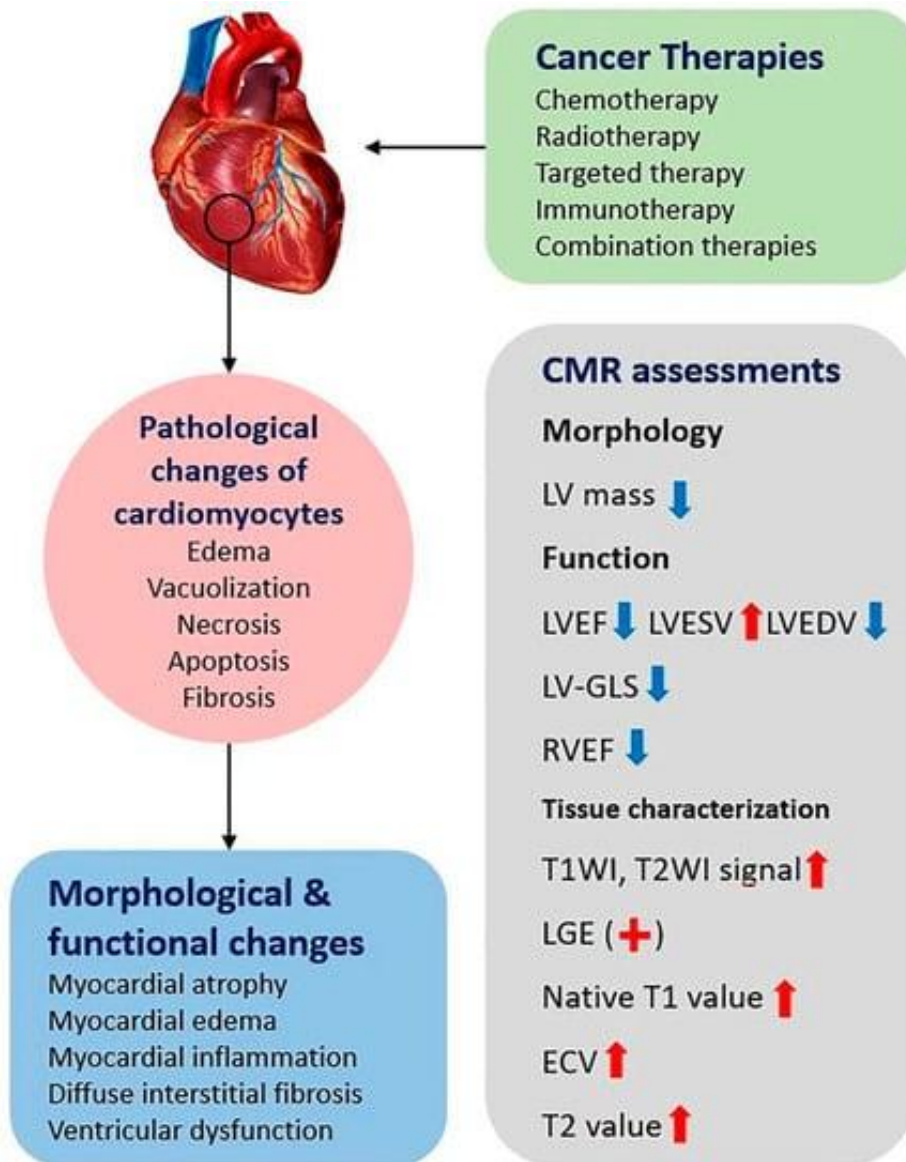 Cancer Therapies
Chemotherapy
Radiotherapy
Targeted therapy
Immunotherapy
Combination therapies
Pathological
changes of
cardiomyocytes
Edema
Vacuolization
Necrosis
Apoptosis
Fibrosis
Morphological &
functional changes
Myocardial atrophy
Myocardial edema
Myocardial inflammation
Diffuse interstitial fibrosis
Ventricular dysfunction
CMR assessments
Morphology
LV mass ⬇
Function
LVEF ⬇ LVESV ⬆ LVEDV ⬇
LV-GLS ⬇
RVEF ⬇
Tissue characterization
T1WI, T2WI signal ⬆
LGE (+)
Native T1 value ⬆
ECV ⬆
T2 value ⬆